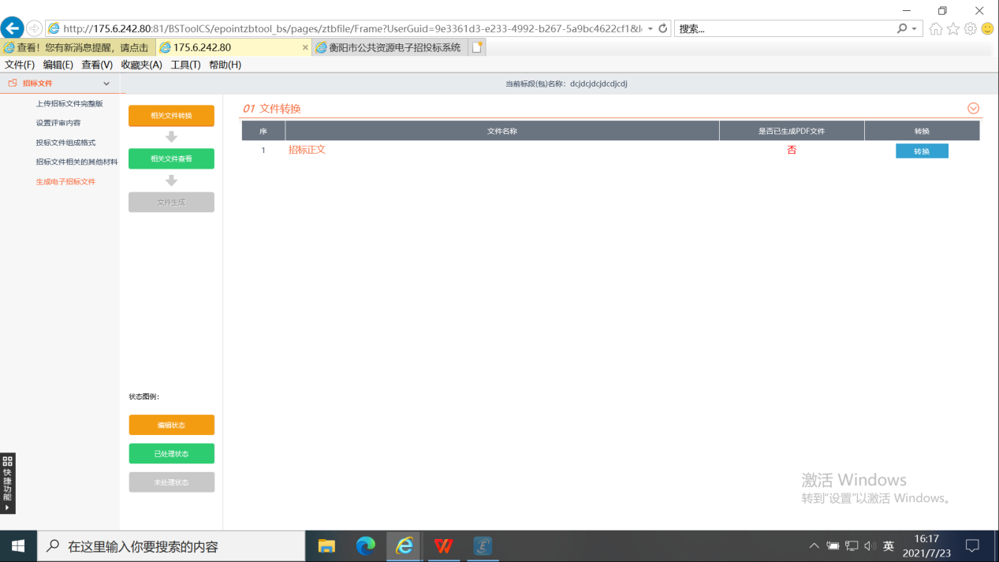 http://175.6.242.80:81/BSToolCS/epointzbtool_bs/pages/ztbfile/Frame?UserGuid=9e3361d3-e233-4992-b267-5a9bc4622cf1&
搜索...
查看！您有新消息提醒，请点击
175.6.242.80
衡阳市公共资源电子招投标系统
文件(F) 编辑(E) 查看(V) 收藏夹(A) 工具(T) 帮助(H)
招标文件
当前标段(包)名称： dcjdcjdcjdcdjcdj
上传招标文件完整版
设置评审内容
投标文件组成格式
招标文件相关的其他材料
生成电子招标文件
相关文件转换
相关文件查看
文件生成
01 文件转换
序 文件名称 是否已生成PDF文件 转换
1 招标正文 否 转换
状态图例：
编辑状态
已处理状态
未处理状态
快捷功能
激活 Windows
转到“设置”以激活 Windows。
在这里输入你要搜索的内容
英
16:17
2021/7/23